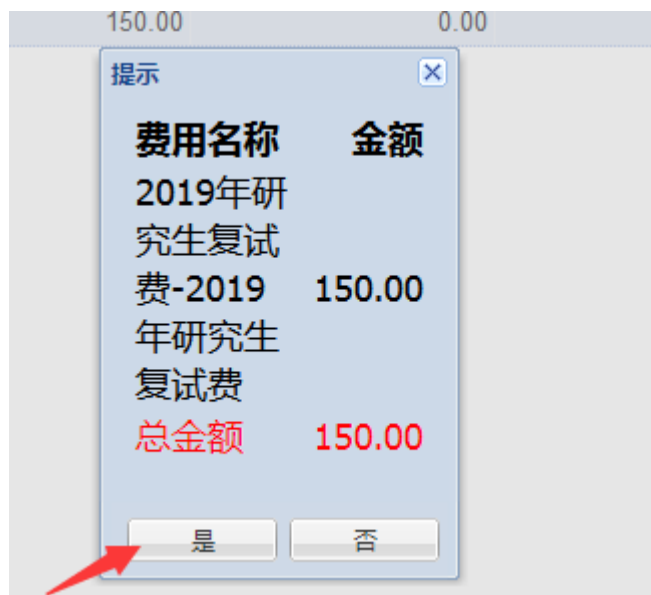 150.00 0.00
提示
费用名称 金额
2019年研
究生复试
费-2019 150.00
年研究生
复试费
总金额 150.00
是 否